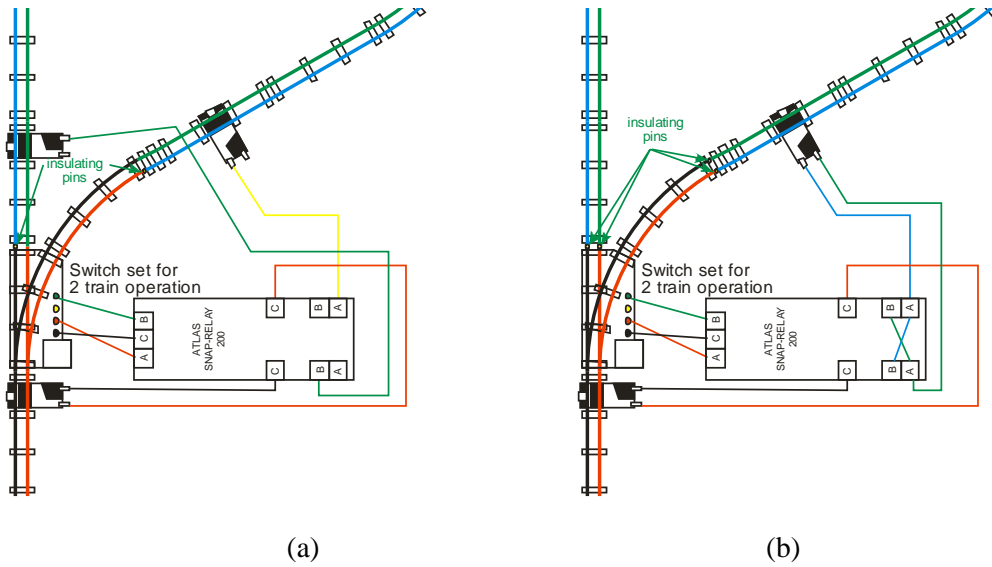 insulating
pins
Switch set for
2 train operation
B
C
A
ATLAS
SNAP-RELAY
200
C
B
A
C
B
A
(a)
insulating
pins
Switch set for
2 train operation
B
C
A
ATLAS
SNAP-RELAY
200
C
B
A
C
B
A
(b)